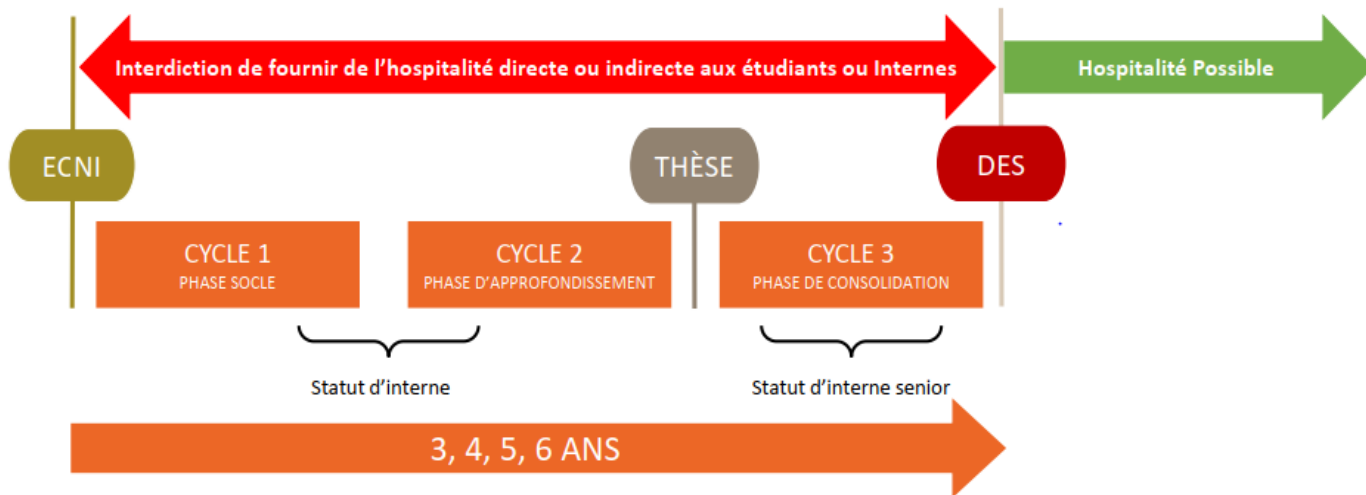 Interdiction de fournir de l’hospitalité directe ou indirecte aux étudiants ou Internes
Hospitalité Possible
ECNI
THÈSE
DES
CYCLE 1
PHASE SOCLE
CYCLE 2
PHASE D’APPROFONDISSEMENT
CYCLE 3
PHASE DE CONSOLIDATION
Statut d’interne
Statut d’interne senior
3, 4, 5, 6 ANS